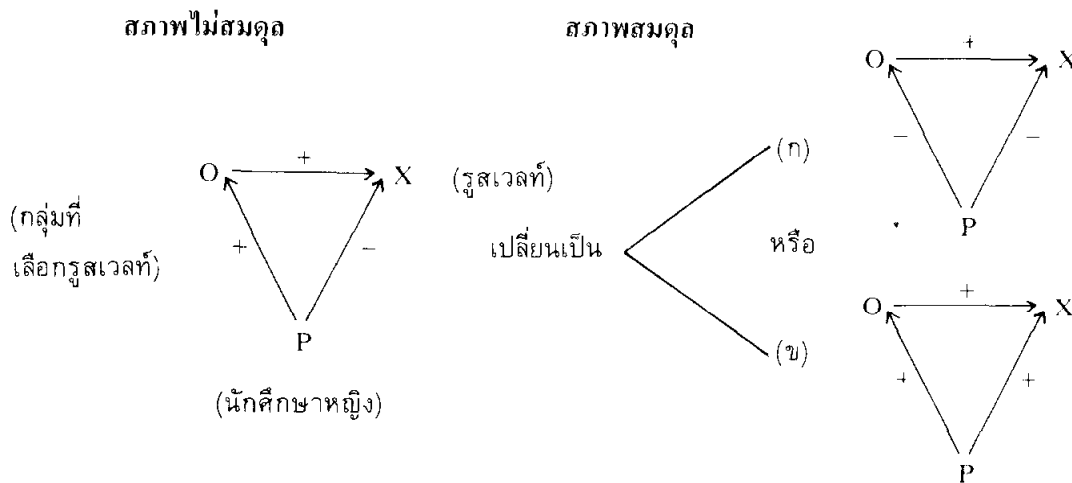 สภาพไม่สมดุล
สภาพสมดุล
+
O X
- -
P
+
O X
+ -
P
(กลุ่มที่
เลือกรูสเวลท์)
(นักศึกษาหญิง)
(รูสเวลท์)
เปลี่ยนเป็น
(ก)
หรือ
(ข)
+
O X
+ +
P